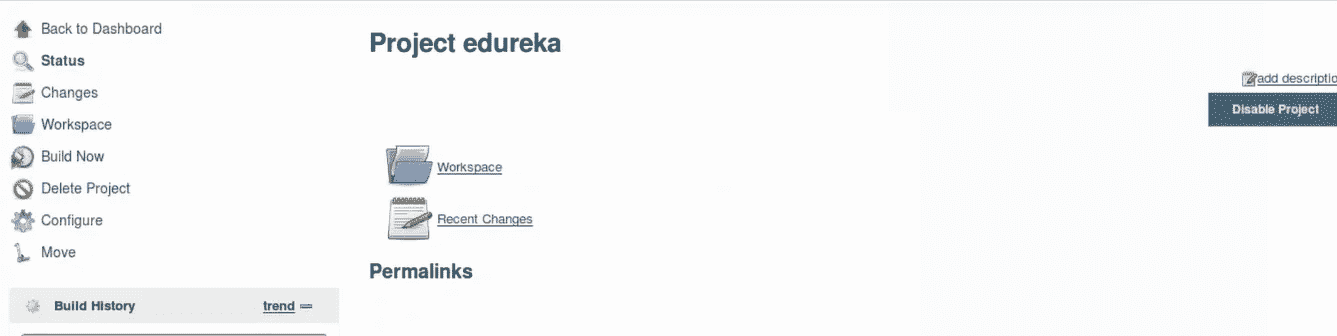 Back to Dashboard
Status
Changes
Workspace
Build Now
Delete Project
Configure
Move
Build History trend
Project edureka
add descriptio
Disable Project
Workspace
Recent Changes
Permalinks